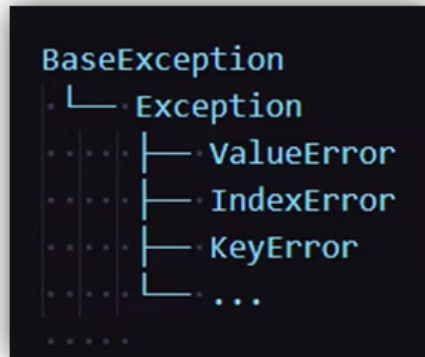 BaseException
└── Exception
├── ValueError
├── IndexError
├── KeyError
└── ...